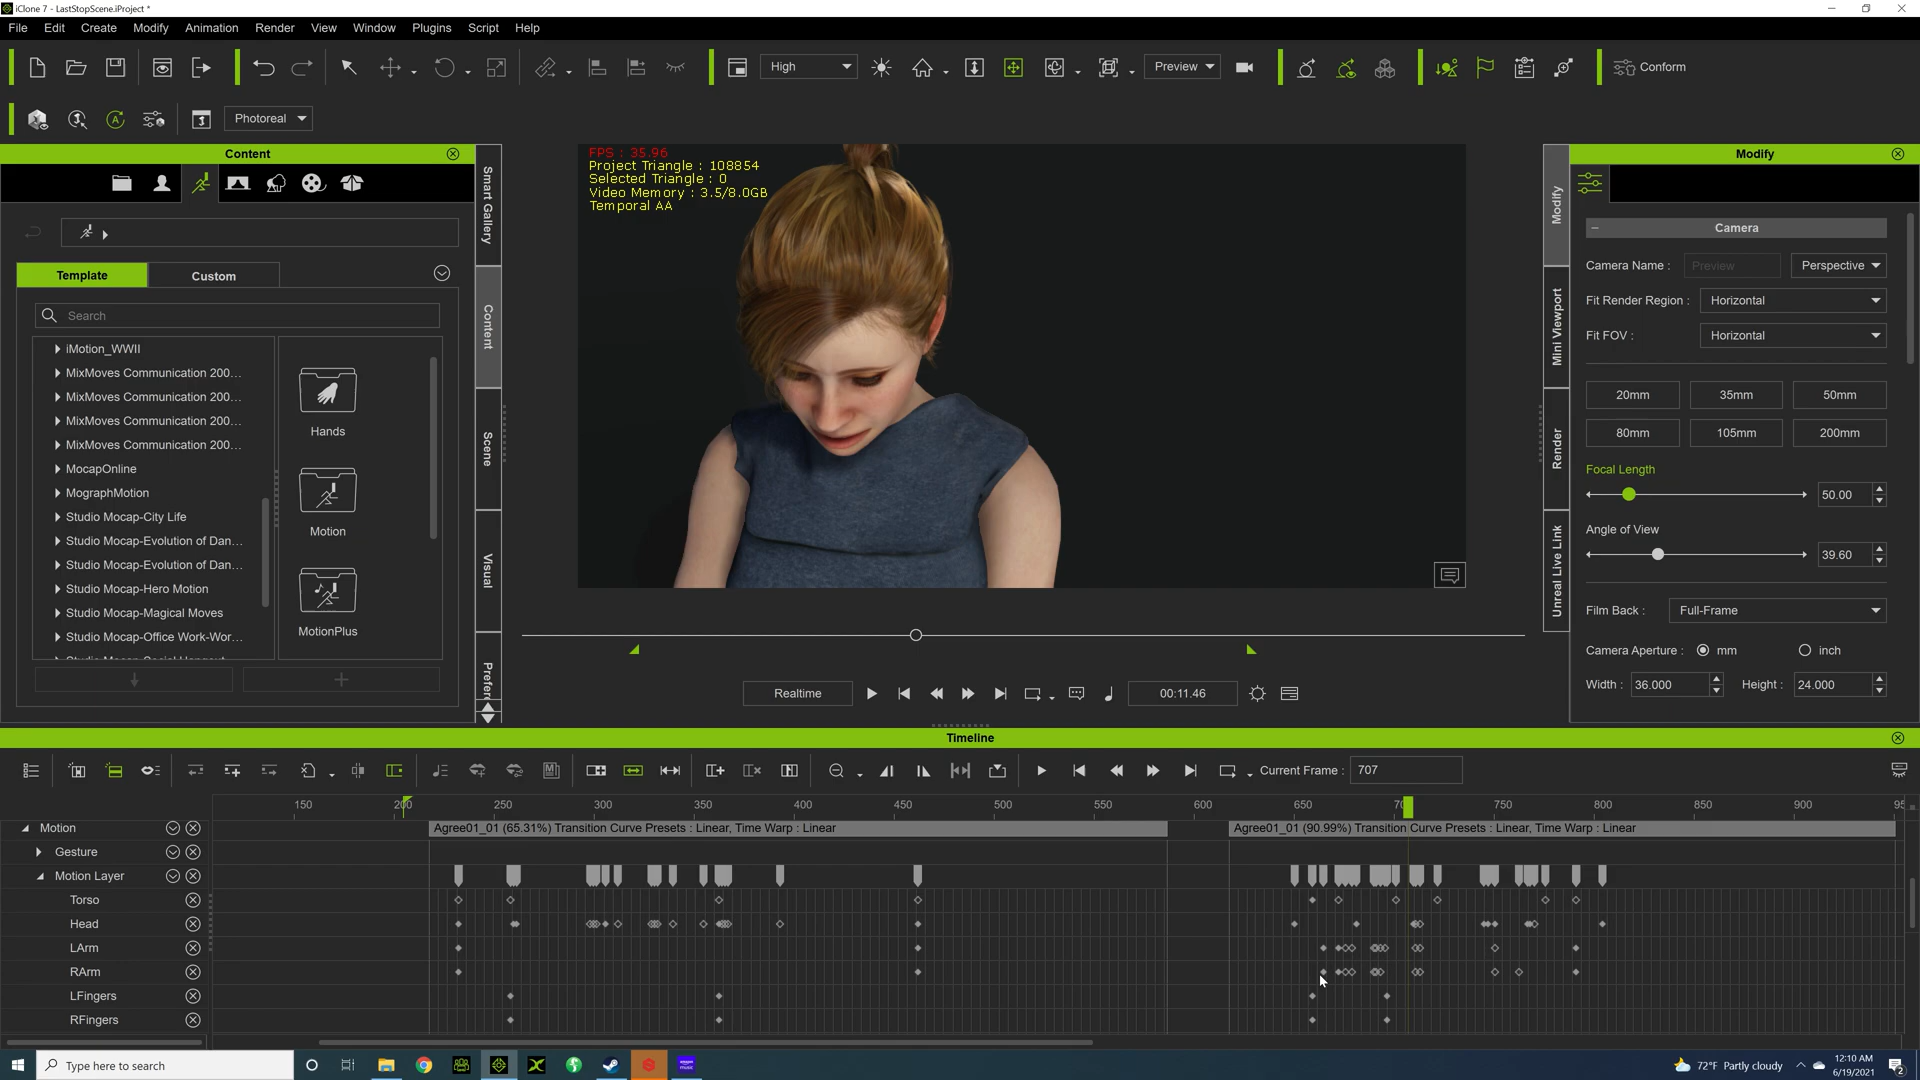 iClone 7 - LastStopScene.iProject *
File Edit Create Modify Animation Render View Window Plugins Script Help
High Preview Conform
Photoreal
Content
Template Custom
Search
iMotion_WWII
MixMoves Communication 200...
MixMoves Communication 200...
MixMoves Communication 200...
MixMoves Communication 200...
MocapOnline
MographMotion
Studio Mocap-City Life
Studio Mocap-Evolution of Dan...
Studio Mocap-Evolution of Dan...
Studio Mocap-Hero Motion
Studio Mocap-Magical Moves
Studio Mocap-Office Work-Wor...
Hands
Motion
MotionPlus
Smart Gallery
Content
Scene
Visual
Prefer
FPS : 35.96
Project Triangle : 108854
Selected Triangle : 0
Video Memory : 3.5/8.0GB
Temporal AA
Realtime 00:11.46
Modify
Mini Viewport
Render
Unreal Live Link
Modify
Camera
Camera Name : Preview Perspective
Fit Render Region : Horizontal
Fit FOV : Horizontal
20mm 35mm 50mm
80mm 105mm 200mm
Focal Length
50.00
Angle of View
39.60
Film Back : Full-Frame
Camera Aperture : mm inch
Width : 36.000 Height : 24.000
Timeline
Current Frame : 707
150 200 250 300 350 400 450 500 550 600 650 70 750 800 850 900 95
Motion Agree01_01 (65.31%) Transition Curve Presets : Linear, Time Warp : Linear Agree01_01 (90.99%) Transition Curve Presets : Linear, Time Warp : Linear
Gesture
Motion Layer
Torso
Head
LArm
RArm
LFingers
RFingers
Type here to search
72°F Partly cloudy
12:10 AM
6/19/2021
2